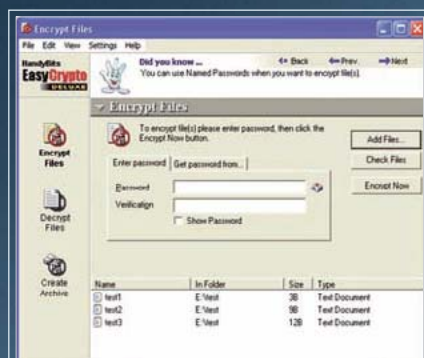 Encrypt Files
File Edit View Settings Help
HandyBits
EasyCrypto
DELUXE
Did you know ...
Back Prev. Next
You can use Named Passwords when you want to encrypt file(s).
Encrypt Files
To encrypt file(s) please enter password, then click the
Encrypt Now button.
Enter password Get password from...
Password
Verification
Show Password
Add Files...
Check Files
Encrypt Now
Encrypt
Files
Decrypt
Files
Create
Archive
Name In Folder Size Type
test1 E:\test 3B Text Document
test2 E:\test 9B Text Document
test3 E:\test 12B Text Document